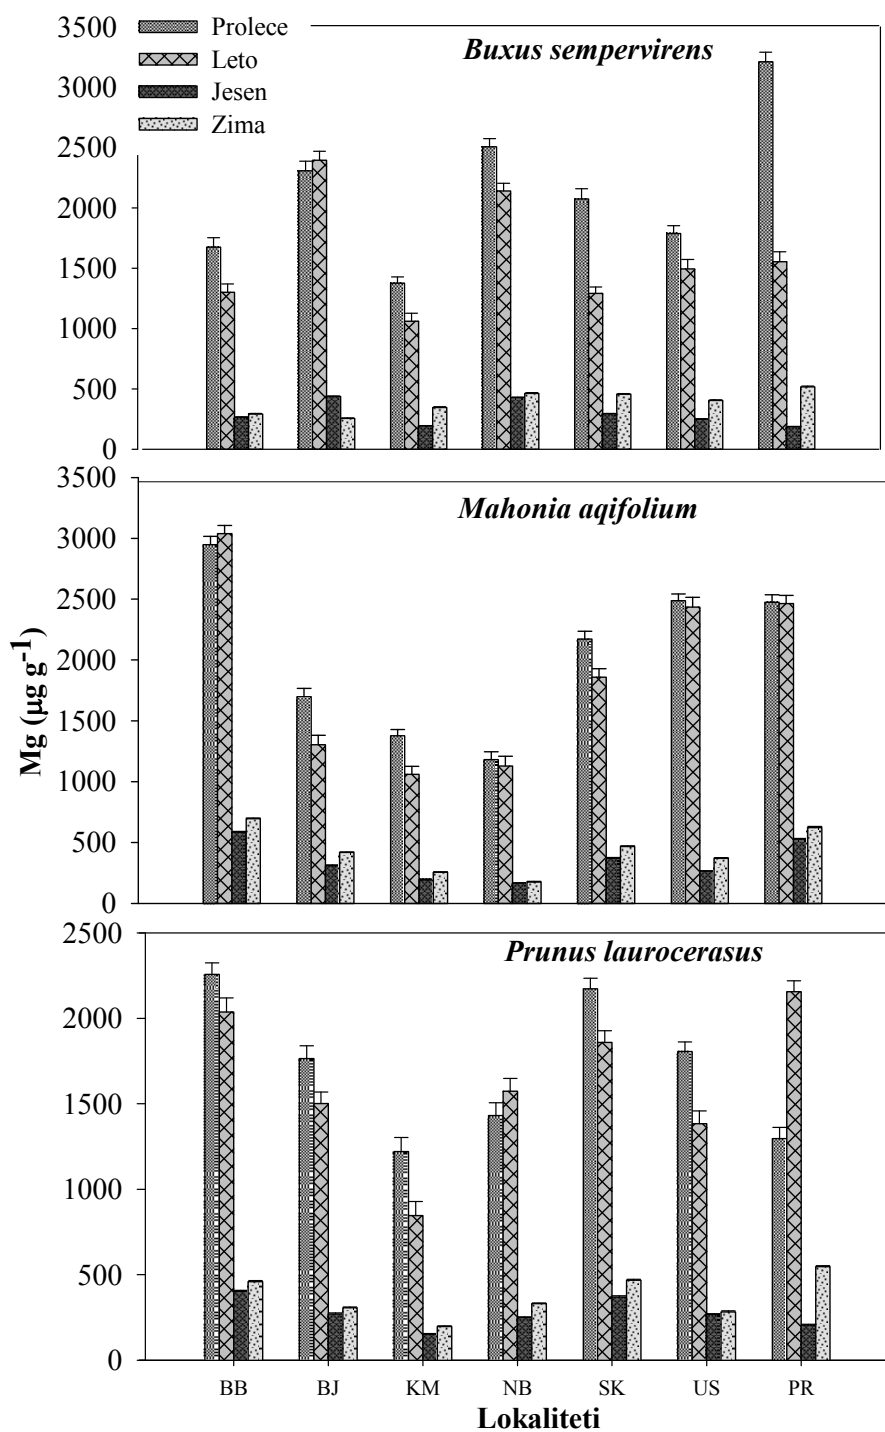 Prolece
Leto
Jesen
Zima
Buxus sempervirens
3500
3000
2500
2000
1500
1000
500
0
Mahonia aqifolium
3500
3000
2500
2000
1500
1000
500
0
Mg (µg g-1)
Prunus laurocerasus
2500
2000
1500
1000
500
0
BB BJ KM NB SK US PR
Lokaliteti